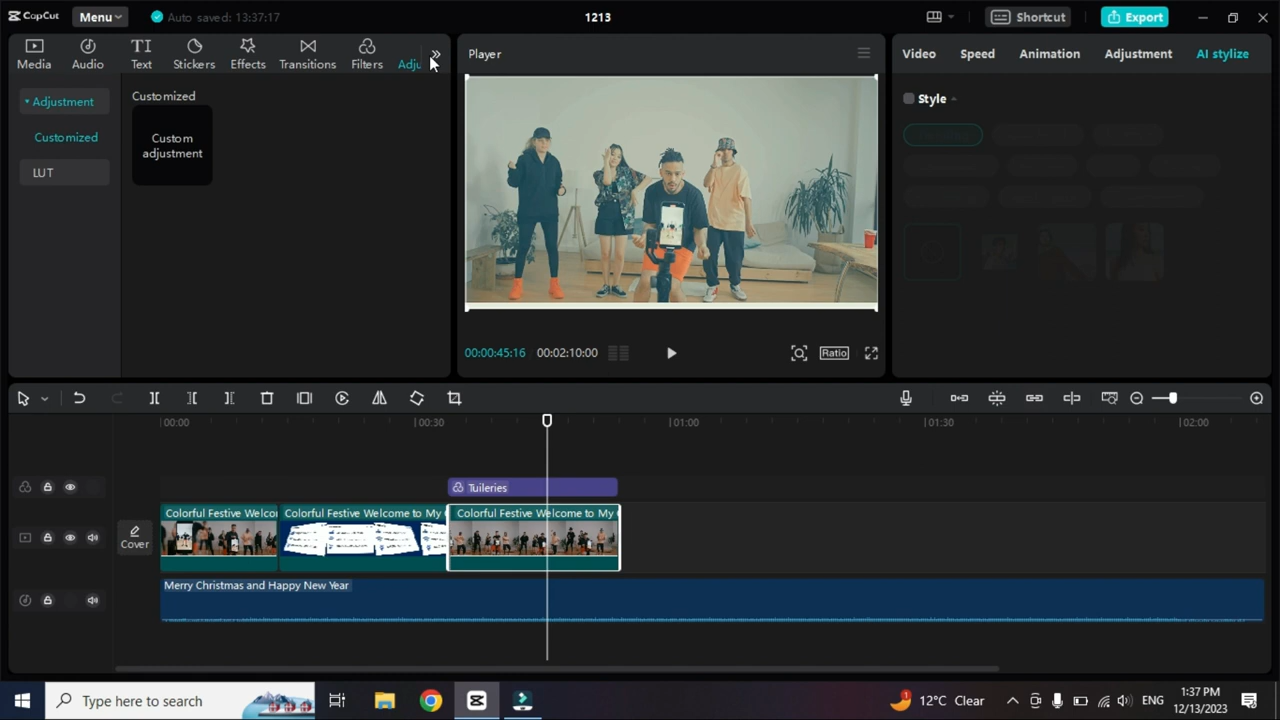 CapCut
Menu
Auto saved: 13:37:17
1213
Shortcut
Export
Media
Audio
Text
Stickers
Effects
Transitions
Filters
Adju
Player
Video
Speed
Animation
Adjustment
AI stylize
Adjustment
Customized
LUT
Customized
Custom
adjustment
Style
00:00:45:16
00:02:10:00
Ratio
00:00
00:30
01:00
01:30
02:00
Tuileries
Cover
Colorful Festive Welcor
Colorful Festive Welcome to My
Colorful Festive Welcome to My
Merry Christmas and Happy New Year
Type here to search
12°C Clear
ENG
1:37 PM
12/13/2023